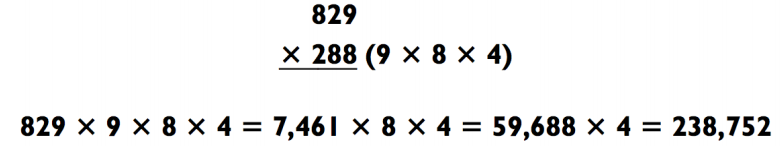 829
× 288 (9 × 8 × 4)
829 × 9 × 8 × 4 = 7,461 × 8 × 4 = 59,688 × 4 = 238,752